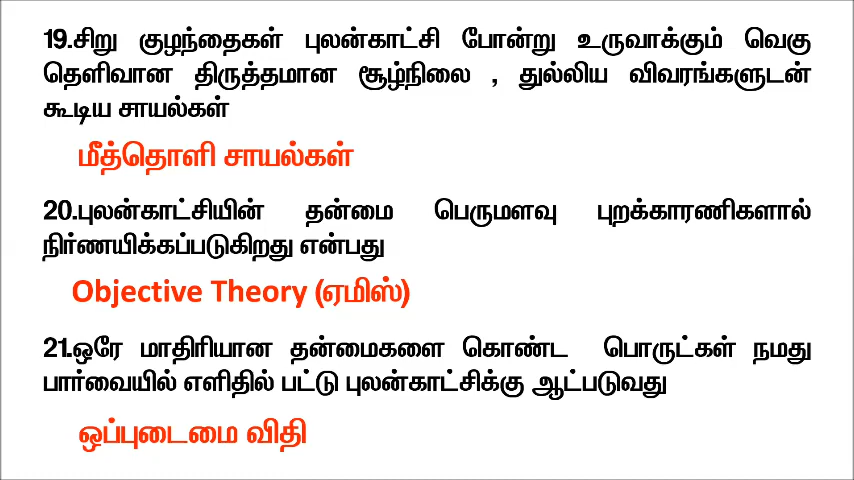 19.சிறு குழந்தைகள் புலன்காட்சி போன்று உருவாக்கும் வெகு
தெளிவான திருத்தமான சூழ்நிலை , துல்லிய விவரங்களுடன்
கூடிய சாயல்கள்
மீத்தொளி சாயல்கள்
20.புலன்காட்சியின் தன்மை பெருமளவு புறக்காரணிகளால்
நிர்ணயிக்கப்படுகிறது என்பது
Objective Theory (ஏமிஸ்)
21.ஒரே மாதிரியான தன்மைகளை கொண்ட பொருட்கள் நமது
பார்வையில் எளிதில் பட்டு புலன்காட்சிக்கு ஆட்படுவது
ஒப்புடைமை விதி